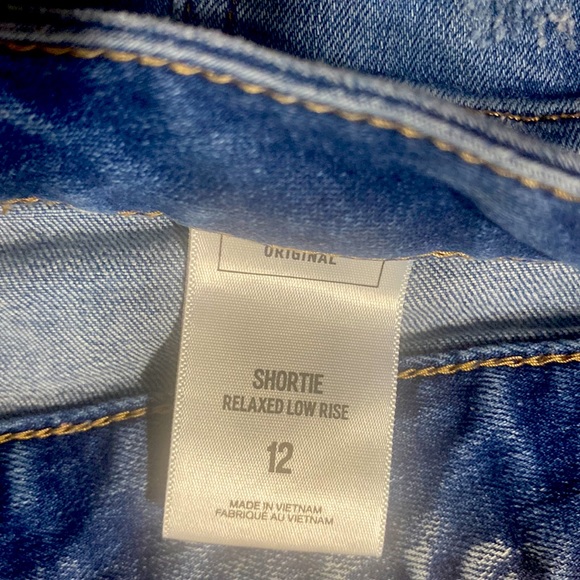 ORIGINAL
SHORTIE
RELAXED LOW RISE
12
MADE IN VIETNAM
FABRIQUÉ AU VIETNAM